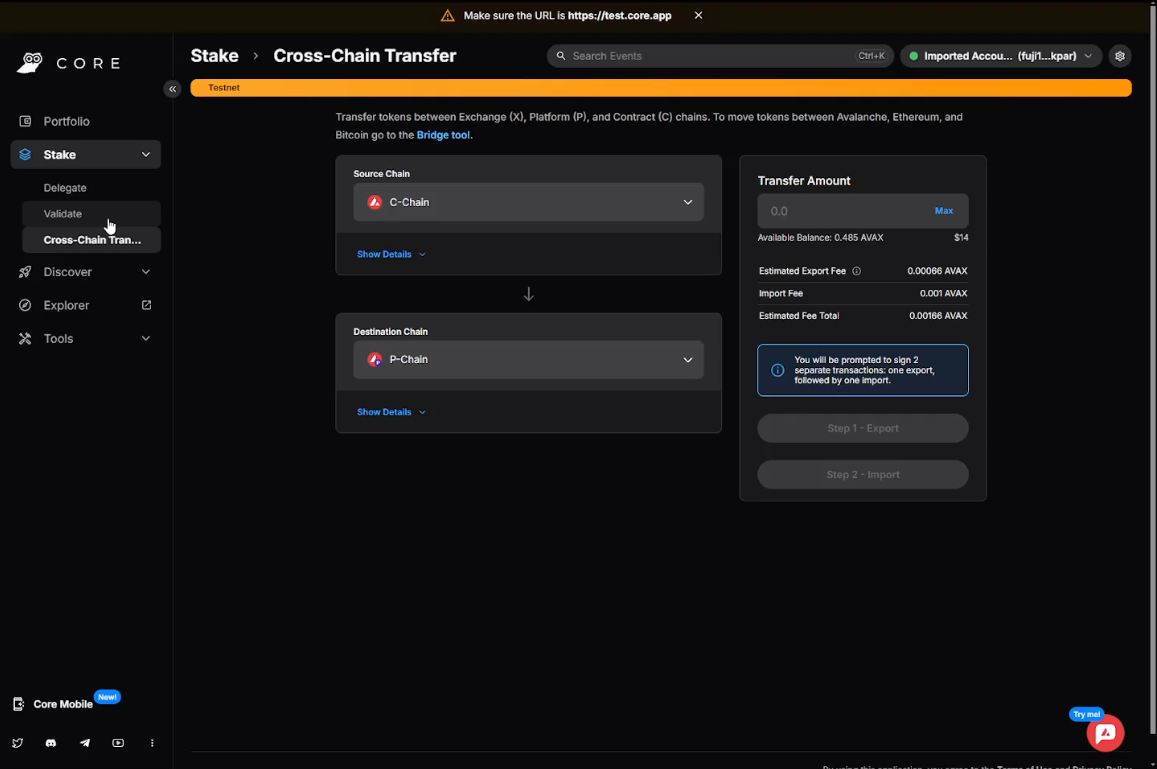 Make sure the URL is https://test.core.app
CORE
Stake > Cross-Chain Transfer
Search Events
Ctrl+K
Imported Accou... (fuji1...kpar)
Testnet
Portfolio
Stake
Delegate
Validate
Cross-Chain Tran...
Discover
Explorer
Tools
Transfer tokens between Exchange (X), Platform (P), and Contract (C) chains. To move tokens between Avalanche, Ethereum, and
Bitcoin go to the Bridge tool.
Source Chain
C-Chain
Show Details
Destination Chain
P-Chain
Show Details
Transfer Amount
0.0
Max
Available Balance: 0.485 AVAX
$14
Estimated Export Fee
0.00066 AVAX
Import Fee
0.001 AVAX
Estimated Fee Total
0.00166 AVAX
You will be prompted to sign 2
separate transactions: one export,
followed by one import.
Step 1 - Export
Step 2 - Import
Core Mobile
New!
Try me!
By using this application, you agree to the Terms of Use and Privacy Policy.